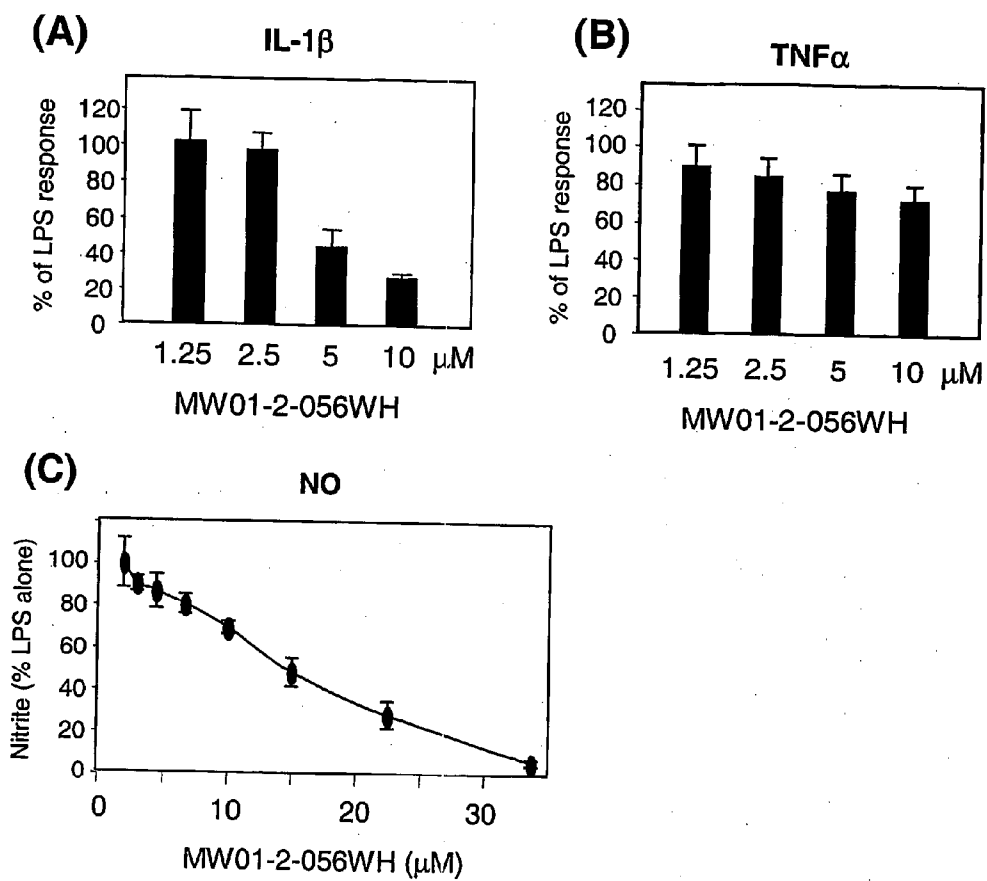 (A)
IL-1β
% of LPS response
120
100
80
60
40
20
0
1.25 2.5 5 10 μM
MW01-2-056WH
(B)
TNFα
% of LPS response
120
100
80
60
40
20
0
1.25 2.5 5 10 μM
MW01-2-056WH
(C)
NO
Nitrite (% LPS alone)
100
80
60
40
20
0
0 10 20 30
MW01-2-056WH (μM)